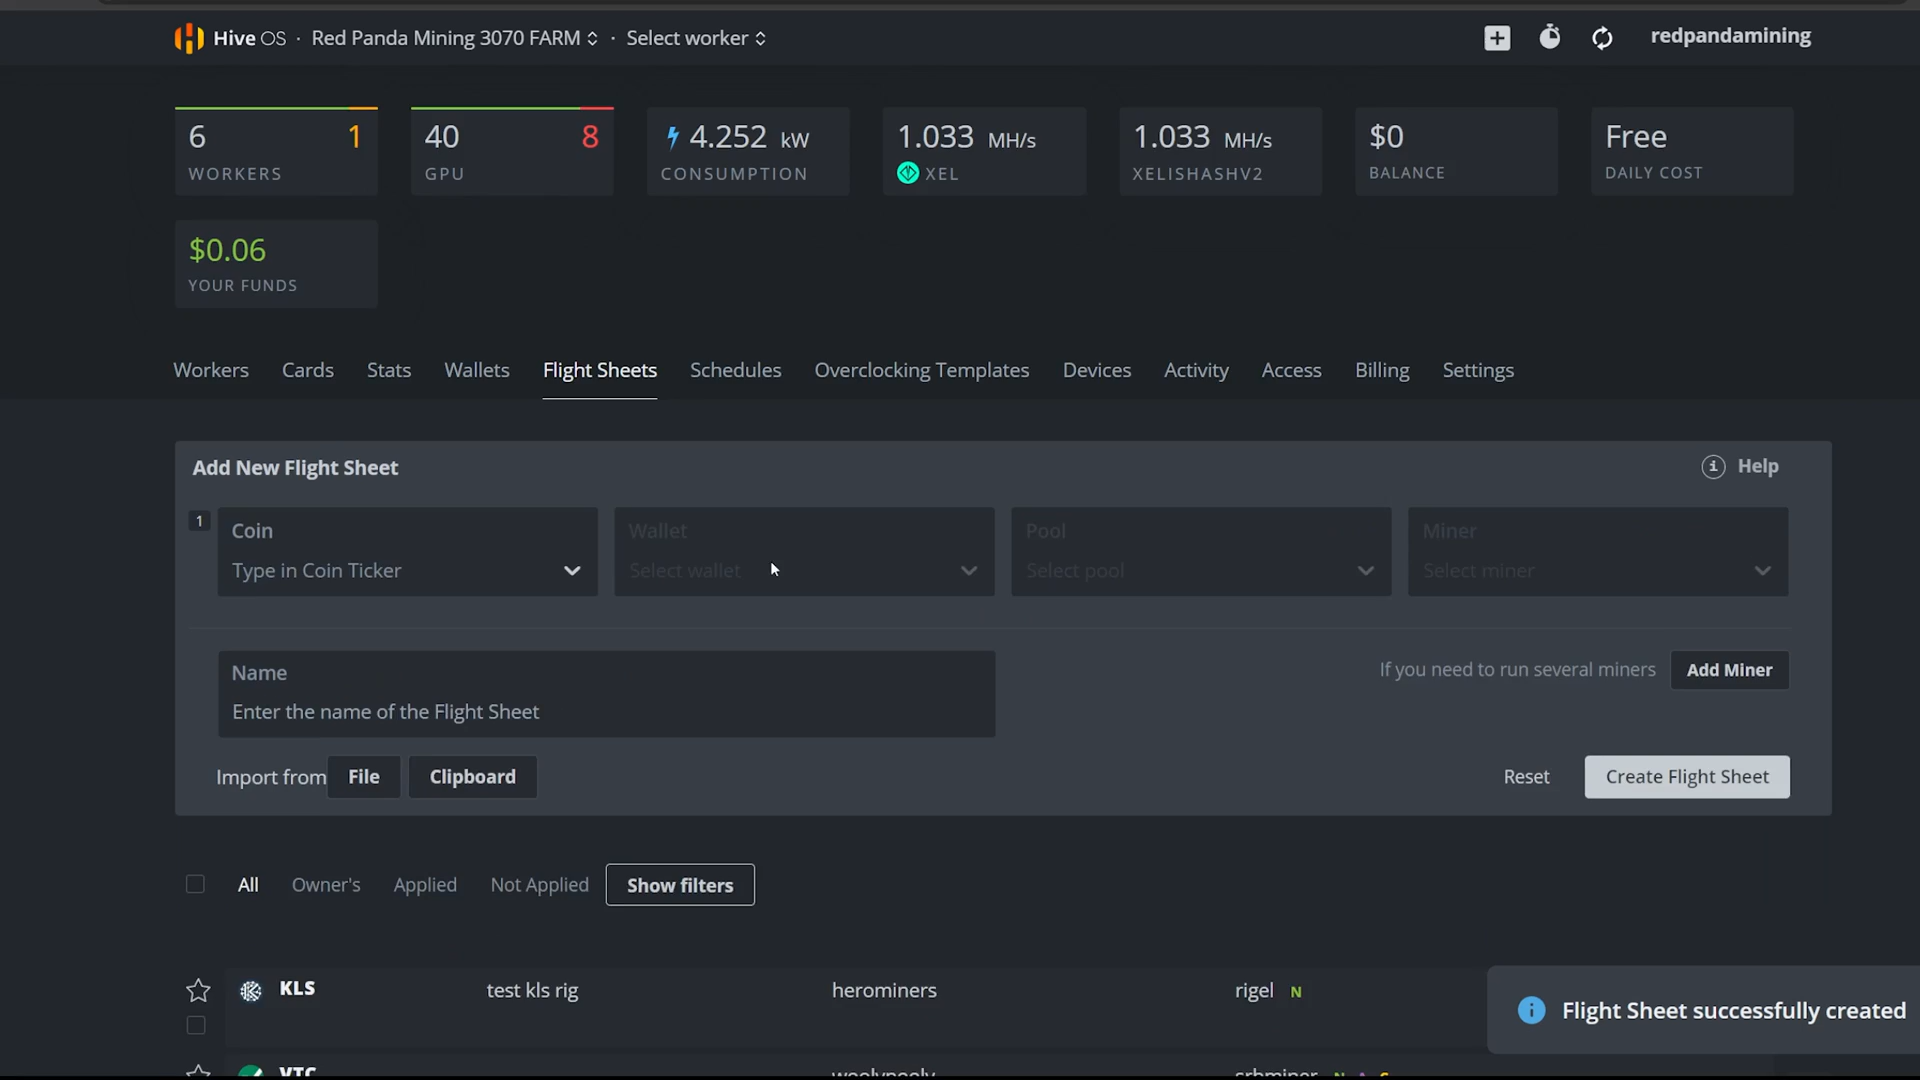 Hive OS · Red Panda Mining 3070 FARM · Select worker
redpandamining
6 1
WORKERS
40 8
GPU
4.252 kW
CONSUMPTION
1.033 MH/s
XEL
1.033 MH/s
XELISHASHV2
$0
BALANCE
Free
DAILY COST
$0.06
YOUR FUNDS
Workers Cards Stats Wallets Flight Sheets Schedules Overclocking Templates Devices Activity Access Billing Settings
Add New Flight Sheet
Help
1
Coin
Type in Coin Ticker
Wallet
Select wallet
Pool
Select pool
Miner
Select miner
Name
Enter the name of the Flight Sheet
If you need to run several miners Add Miner
Import from File Clipboard
Reset Create Flight Sheet
All Owner's Applied Not Applied Show filters
KLS test kls rig herominers rigel N
Flight Sheet successfully created
VTC woolypooly srbminer N A C